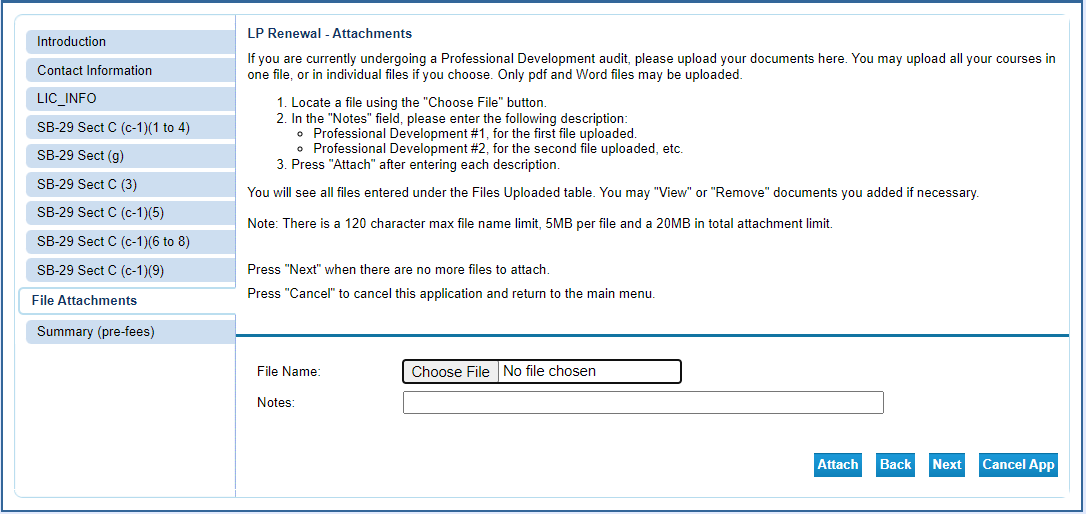 Introduction
Contact Information
LIC_INFO
SB-29 Sect C (c-1)(1 to 4)
SB-29 Sect (g)
SB-29 Sect C (3)
SB-29 Sect C (c-1)(5)
SB-29 Sect C (c-1)(6 to 8)
SB-29 Sect C (c-1)(9)
File Attachments
Summary (pre-fees)
LP Renewal - Attachments
If you are currently undergoing a Professional Development audit, please upload your documents here. You may upload all your courses in
one file, or in individual files if you choose. Only pdf and Word files may be uploaded.
1. Locate a file using the "Choose File" button.
2. In the "Notes" field, please enter the following description:
Professional Development #1, for the first file uploaded.
Professional Development #2, for the second file uploaded, etc.
3. Press "Attach" after entering each description.
You will see all files entered under the Files Uploaded table. You may "View" or "Remove" documents you added if necessary.
Note: There is a 120 character max file name limit, 5MB per file and a 20MB in total attachment limit.
Press "Next" when there are no more files to attach.
Press "Cancel" to cancel this application and return to the main menu.
File Name: Choose File No file chosen
Notes:
Attach Back Next Cancel App